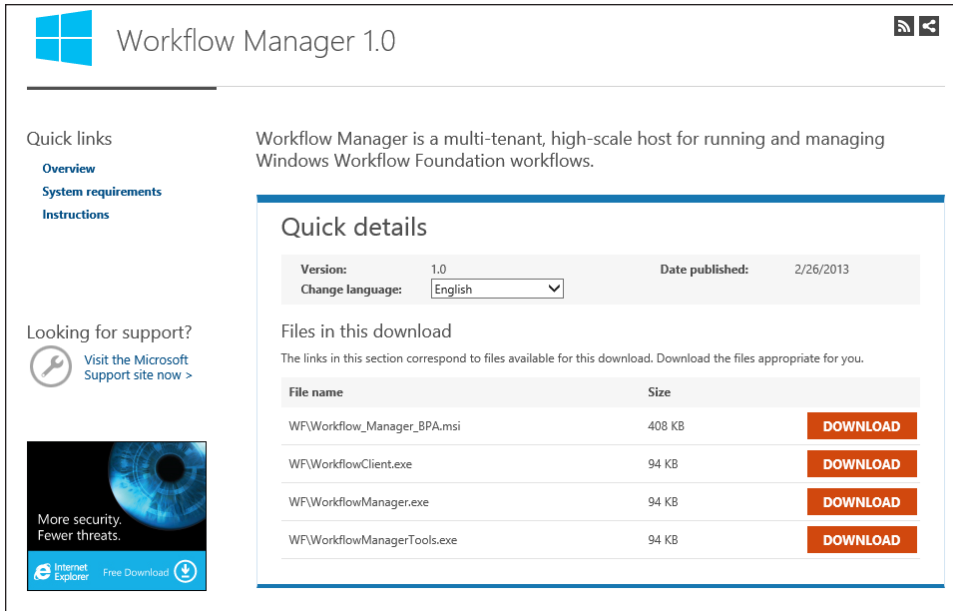 Workflow Manager 1.0
Quick links
Overview
System requirements
Instructions
Looking for support?
Visit the Microsoft
Support site now >
More security.
Fewer threats.
Internet
Explorer
Free Download
Workflow Manager is a multi-tenant, high-scale host for running and managing
Windows Workflow Foundation workflows.
Quick details
Version: 1.0 Date published: 2/26/2013
Change language: English
Files in this download
The links in this section correspond to files available for this download. Download the files appropriate for you.
File name Size
WF\Workflow_Manager_BPA.msi 408 KB DOWNLOAD
WF\WorkflowClient.exe 94 KB DOWNLOAD
WF\WorkflowManager.exe 94 KB DOWNLOAD
WF\WorkflowManagerTools.exe 94 KB DOWNLOAD